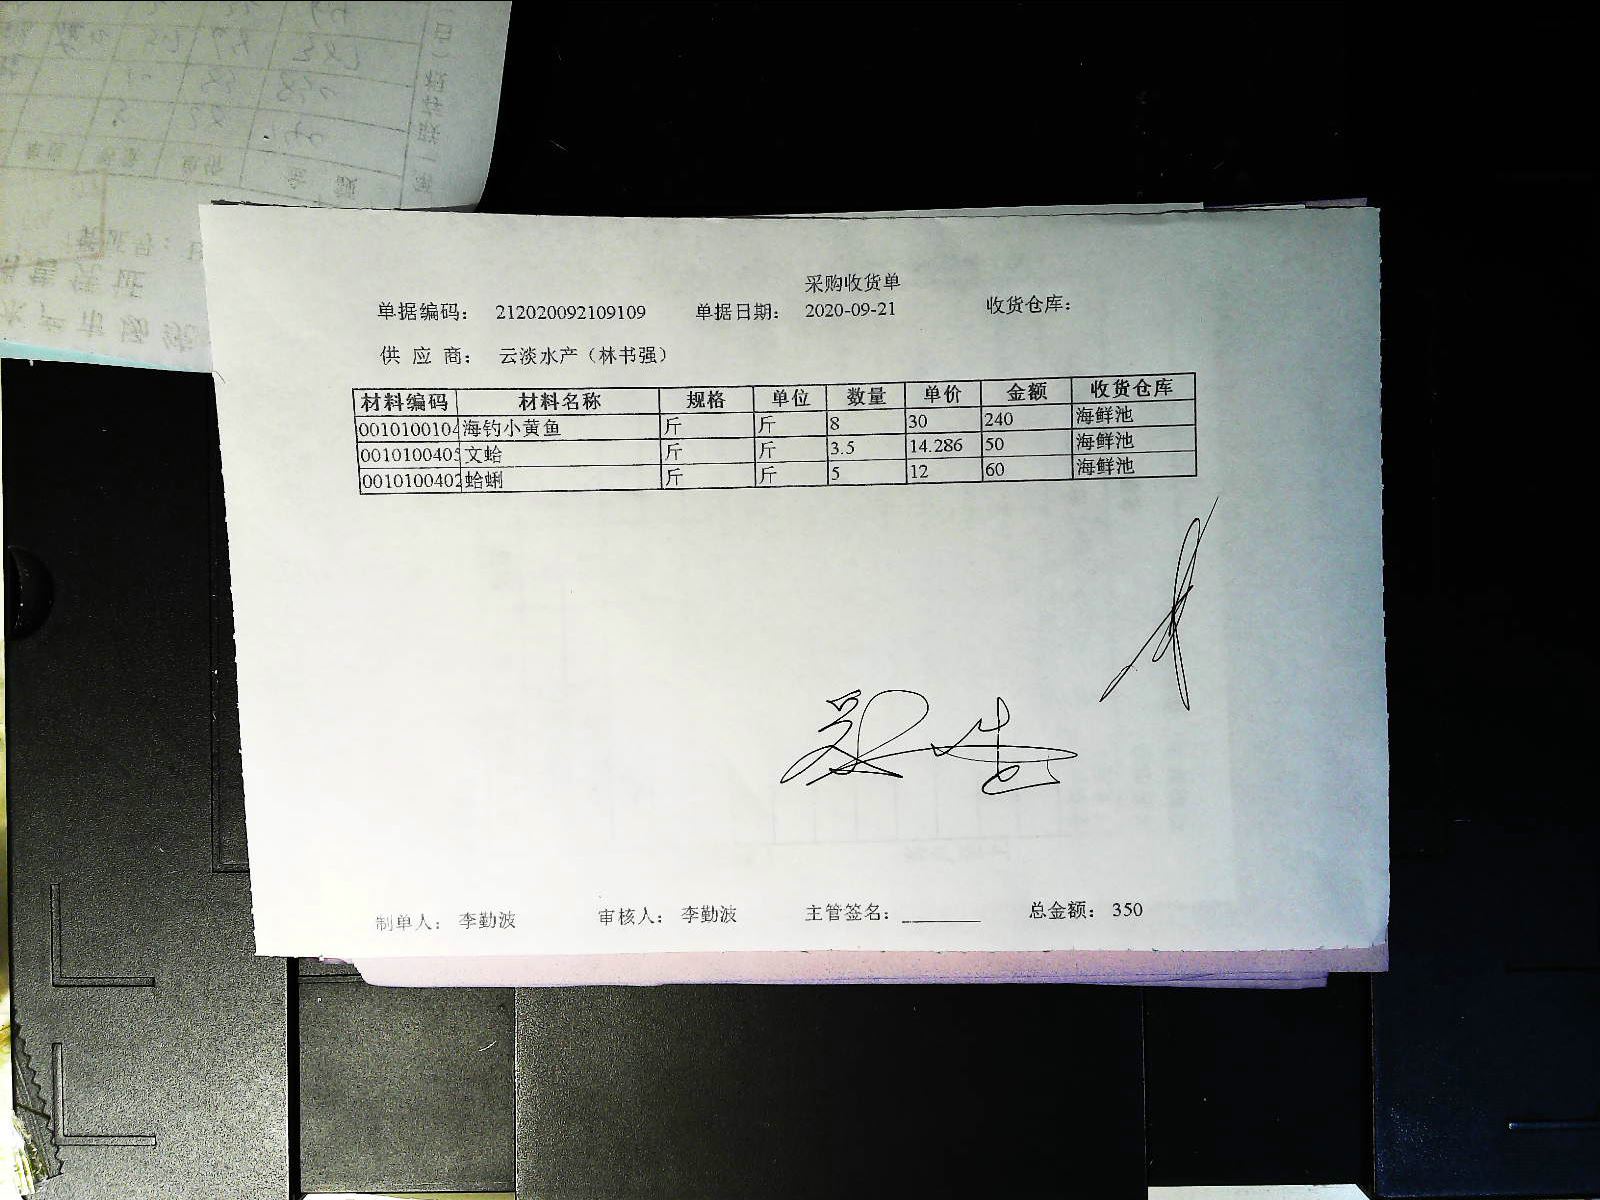 采购收货单
单据编码： 212020092109109 单据日期： 2020-09-21 收货仓库：
供 应 商： 云淡水产（林书强）
材料编码 材料名称 规格 单位 数量 单价 金额 收货仓库
0010100104 海钓小黄鱼 斤 斤 8 30 240 海鲜池
0010100405 文蛤 斤 斤 3.5 14.286 50 海鲜池
0010100402 蛤蜊 斤 斤 5 12 60 海鲜池
制单人： 李勤波 审核人： 李勤波 主管签名： 总金额： 350